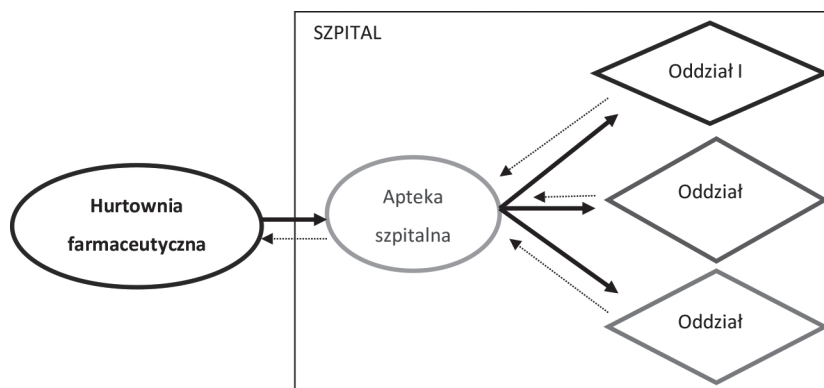 SZPITAL
Oddział I
Hurtownia
farmaceutyczna
Apteka
szpitalna
Oddział
Oddział